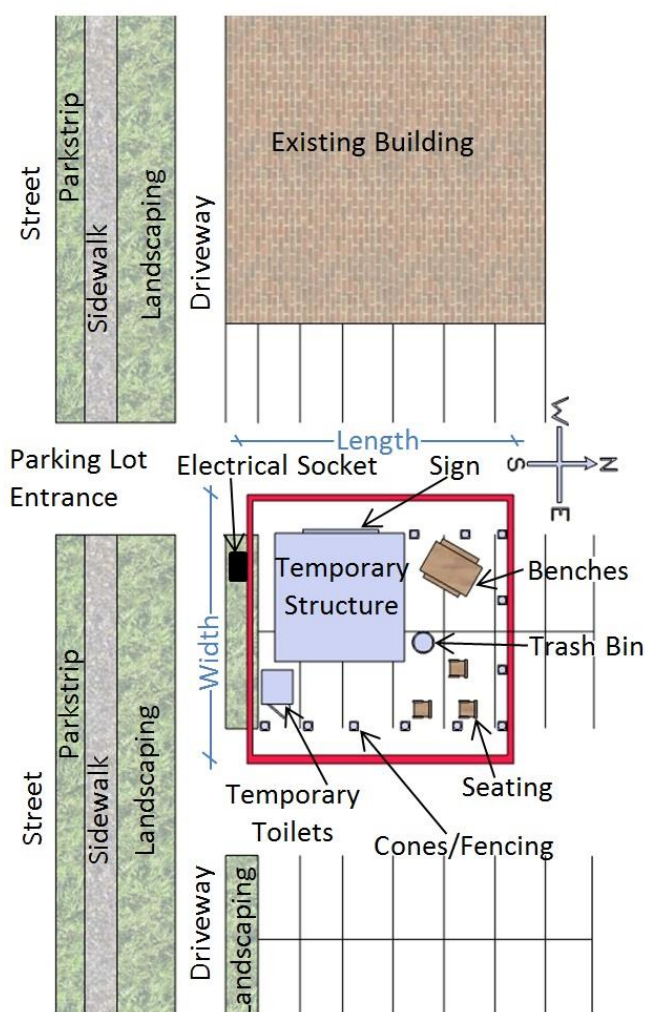 Existing Building
Street
Parkstrip
Sidewalk
Landscaping
Driveway
W
S
N
E
Length
Parking Lot
Entrance
Electrical Socket
Sign
Temporary
Structure
Benches
Trash Bin
Width
Seating
Temporary
Toilets
Cones/Fencing
Street
Parkstrip
Sidewalk
Landscaping
Driveway
Landscaping